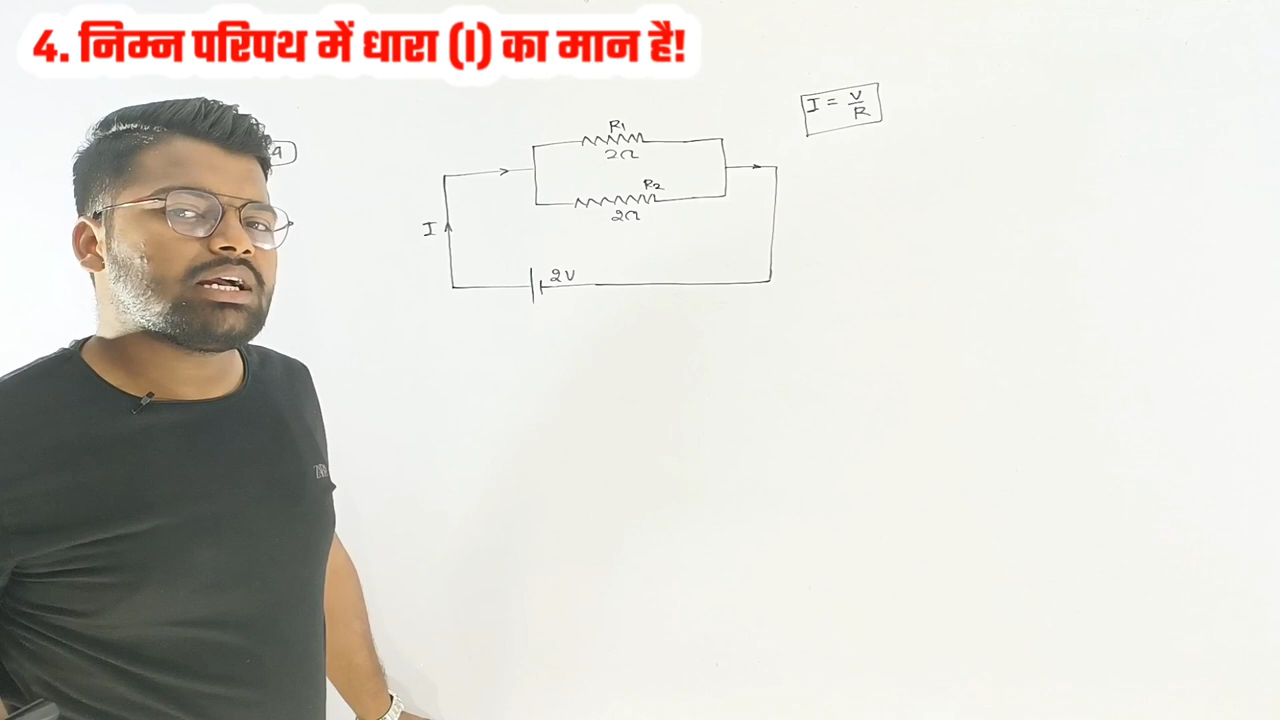 4. निम्न परिपथ में धारा (I) का मान है!
I = V/R
R1
2Ω
R2
2Ω
I
2V